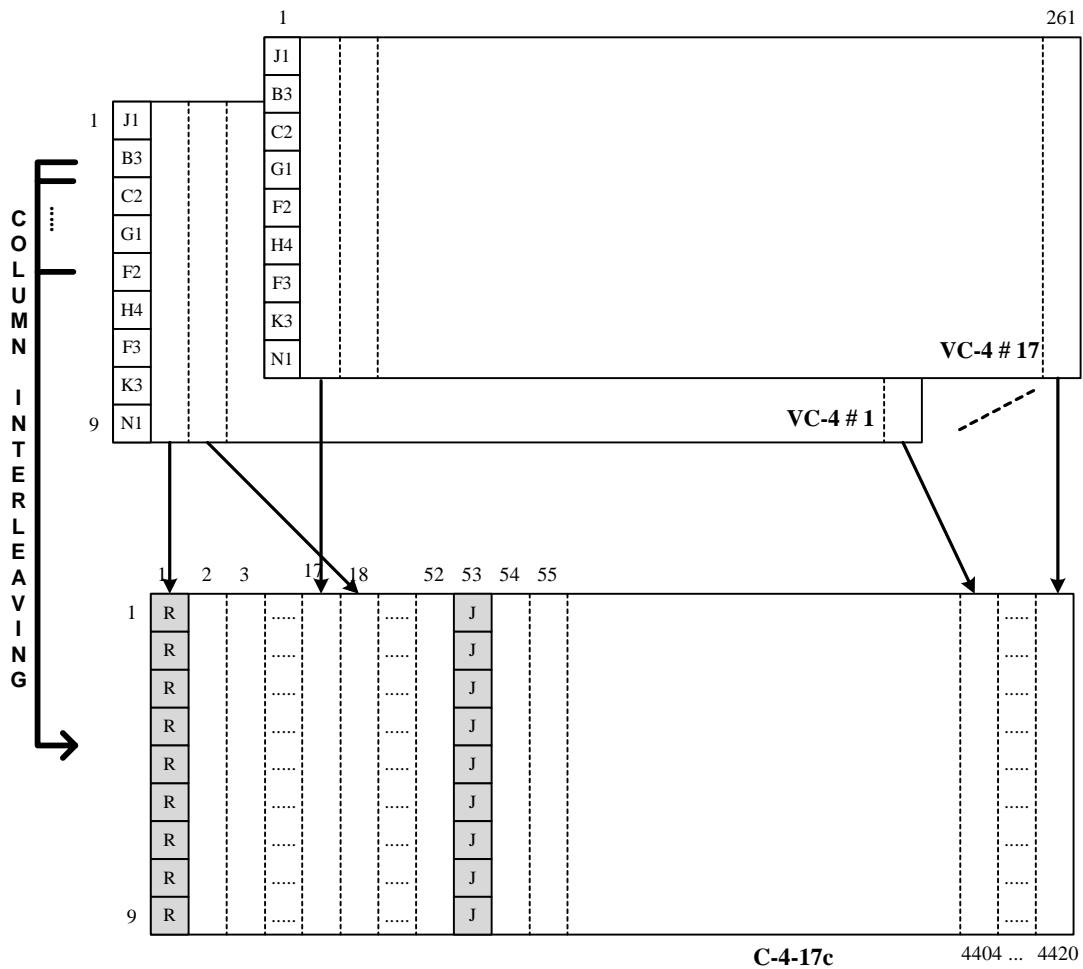 1 261
J1
B3
C2
G1
F2
H4
F3
K3
N1
VC-4 # 17
1 J1
B3
C2
G1
F2
H4
F3
K3
9 N1
VC-4 # 1
......
COLUMN INTERLEAVING
1 2 3 17 18 52 53 54 55
1 R ..... ..... J .....
R ..... ..... J .....
R ..... ..... J .....
R ..... ..... J .....
R ..... ..... J .....
R ..... ..... J .....
R ..... ..... J .....
R ..... ..... J .....
9 R ..... ..... J .....
C-4-17c 4404 ... 4420